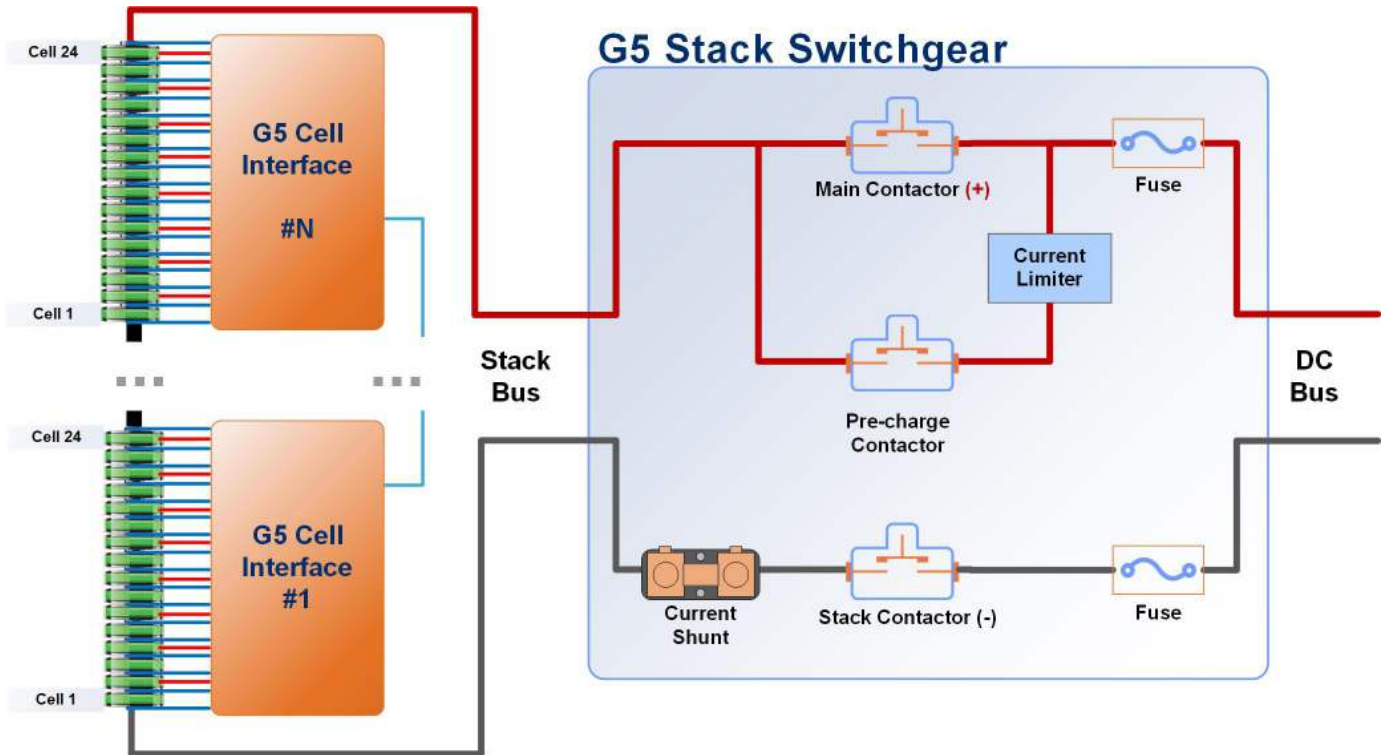 Cell 24
G5 Cell
Interface
#N
Cell 1
Cell 24
G5 Cell
Interface
#1
Cell 1
Stack
Bus
G5 Stack Switchgear
Main Contactor (+)
Fuse
Current
Limiter
Pre-charge
Contactor
DC
Bus
Current
Shunt
Stack Contactor (-)
Fuse